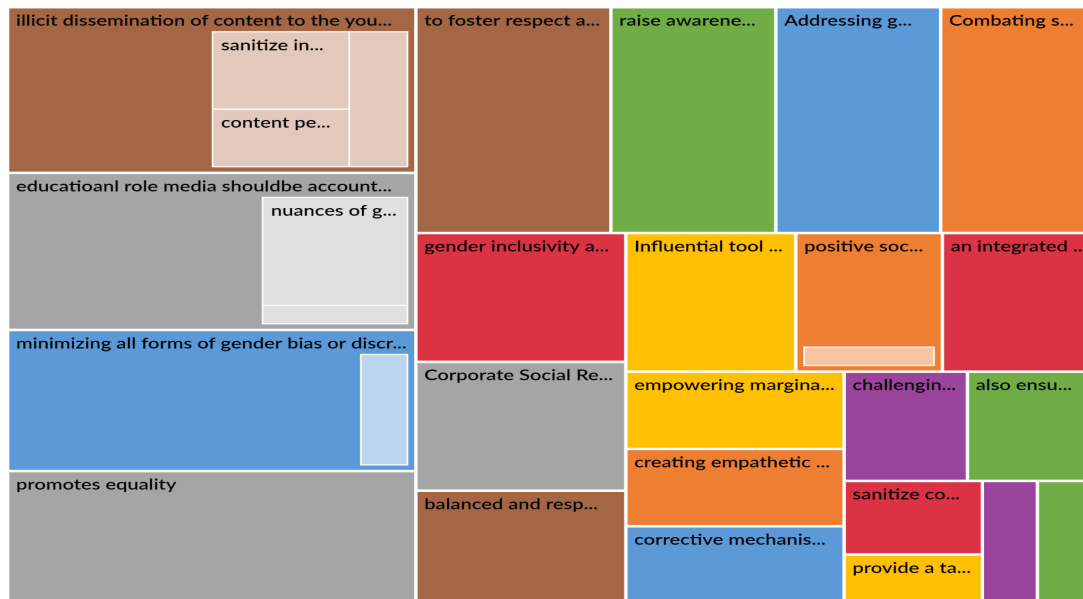 illicit dissemination of content to the you...
sanitize in...
content pe...
educatioanl role media shouldbe account...
nuances of g...
minimizing all forms of gender bias or discr...
promotes equality
to foster respect a...
raise awarene...
Addressing g...
Combating s...
gender inclusivity a...
Influential tool ...
positive soc...
an integrated ..
Corporate Social Re...
balanced and resp...
empowering margina...
creating empathetic ...
corrective mechanis...
challengin...
also ensu...
sanitize co...
provide a ta...